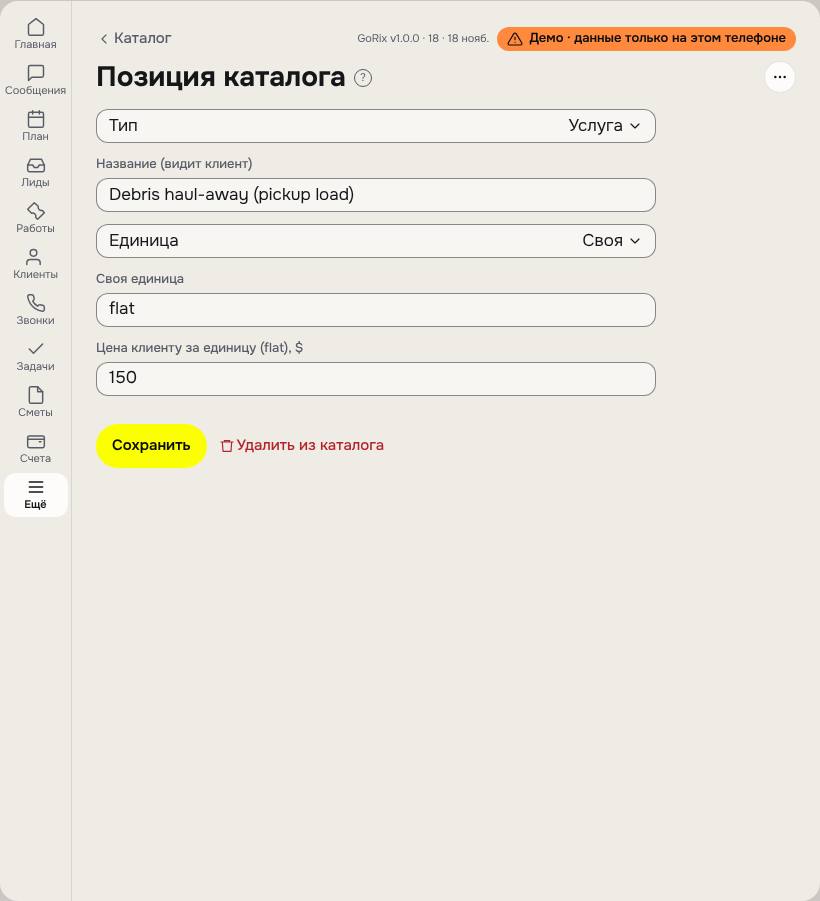 Главная
Сообщения
План
Лиды
Работы
Клиенты
Звонки
Задачи
Сметы
Счета
Ещё
Каталог
GoRix v1.0.0 · 18 · 18 нояб.
Демо · данные только на этом телефоне
Позиция каталога ?
Тип Услуга
Название (видит клиент)
Debris haul-away (pickup load)
Единица Своя
Своя единица
flat
Цена клиенту за единицу (flat), $
150
Сохранить
Удалить из каталога